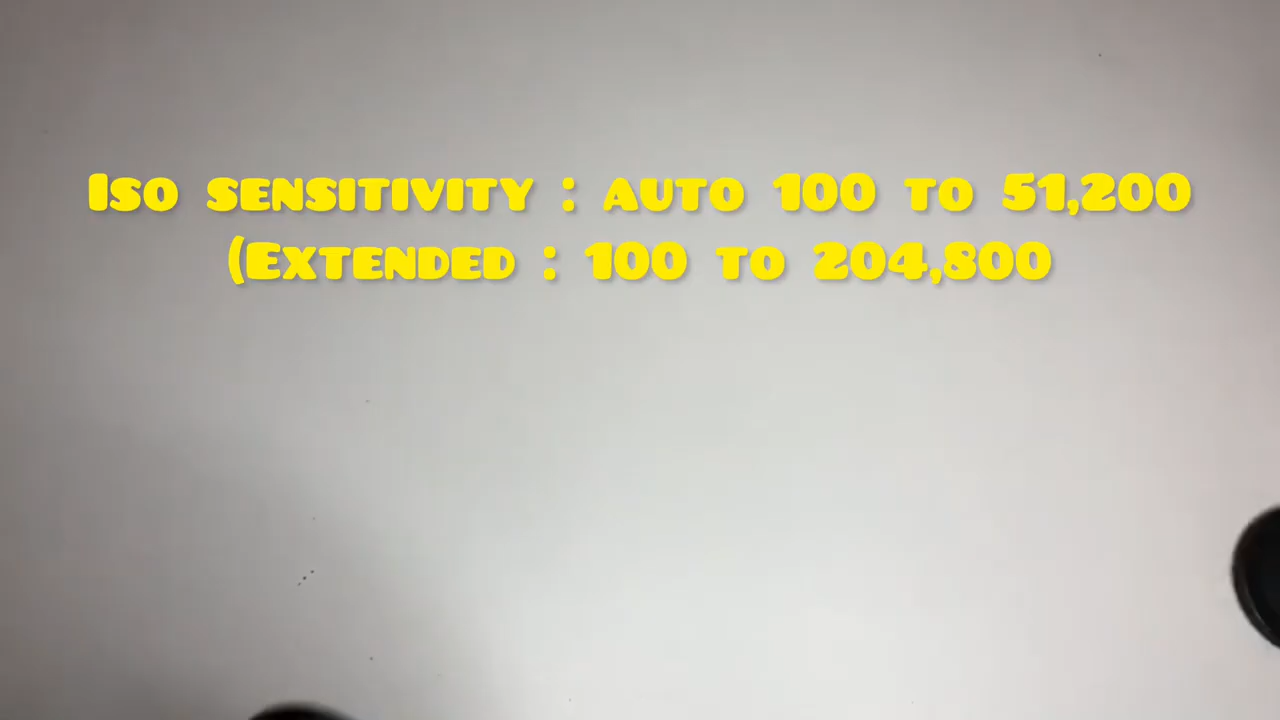 Iso sensitivity : auto 100 to 51,200
(Extended : 100 to 204,800